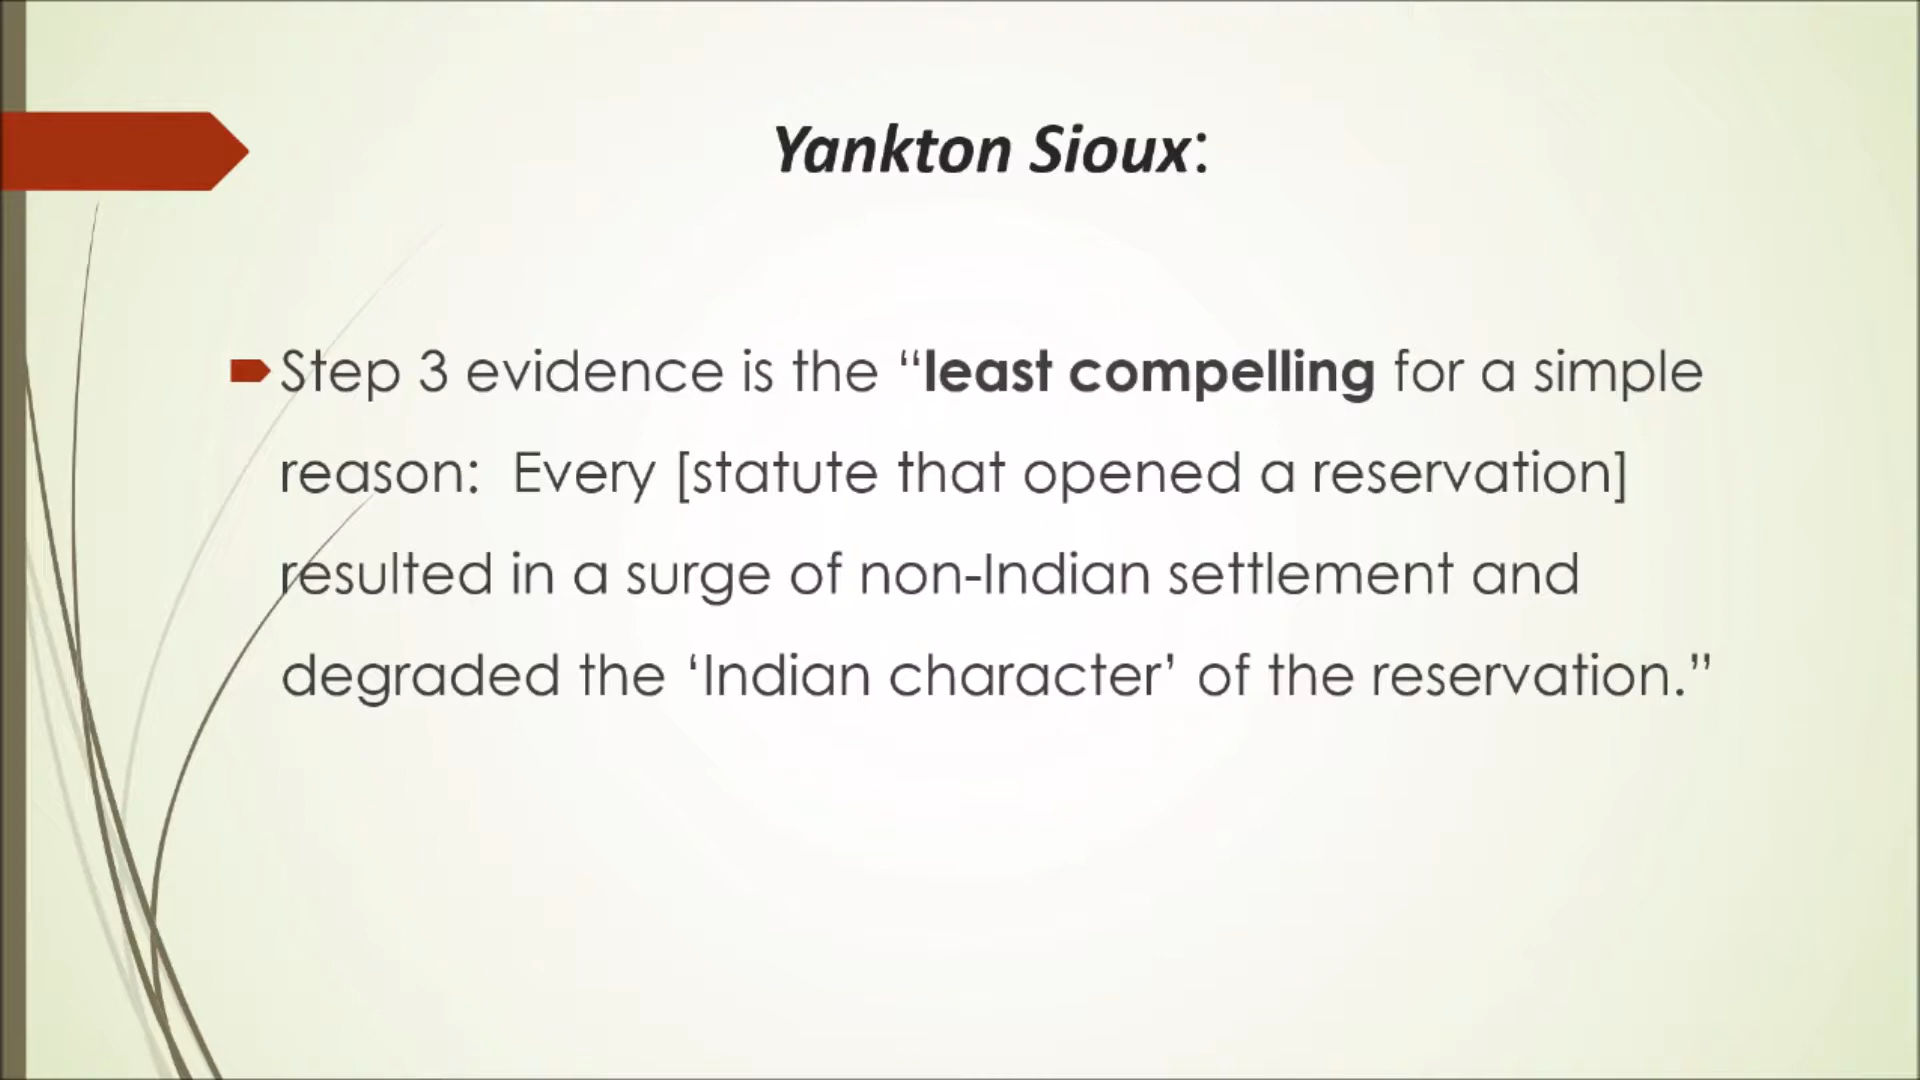 Yankton Sioux:
Step 3 evidence is the “least compelling for a simple
reason:  Every [statute that opened a reservation]
resulted in a surge of non-Indian settlement and
degraded the ‘Indian character’ of the reservation.”